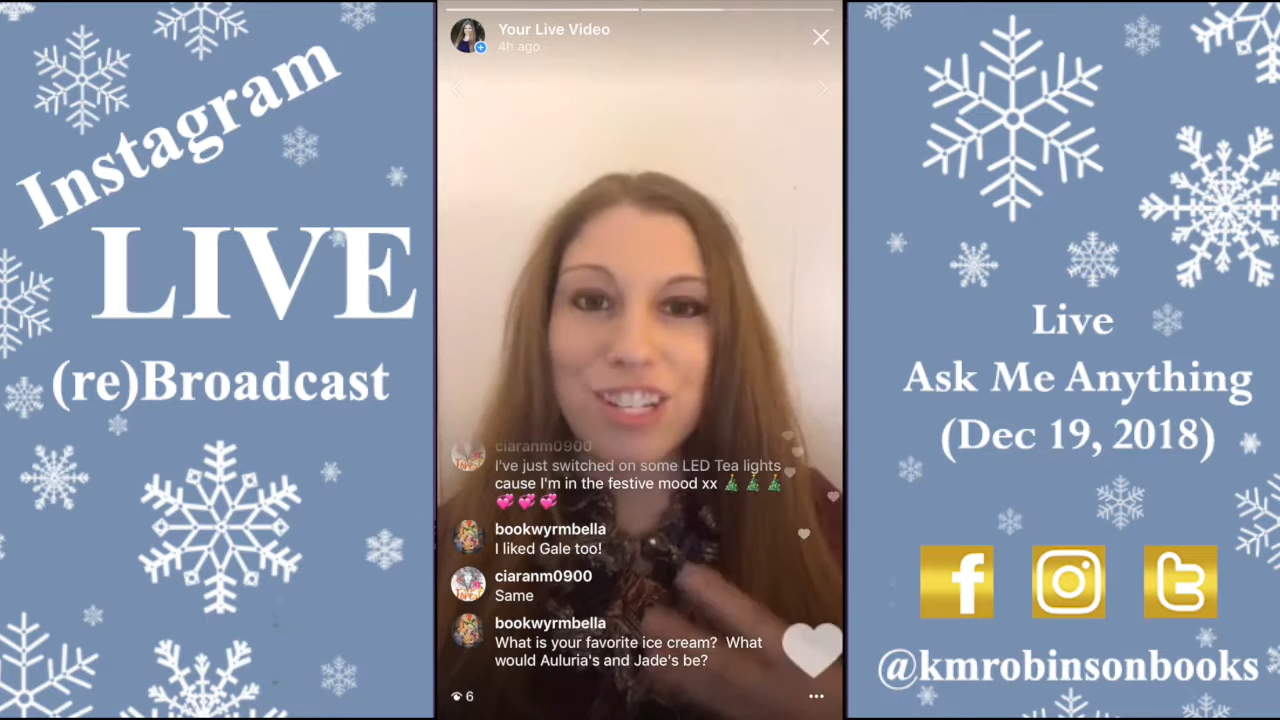 Instagram
LIVE
(re)Broadcast
Your Live Video
4h ago
ciaranm0900
I've just switched on some LED Tea lights
cause I'm in the festive mood xx 🎄 🎄 🎄
💞 💞 💞
bookwyrmbella
I liked Gale too!
ciaranm0900
Same
bookwyrmbella
What is your favorite ice cream? What
would Auluria's and Jade's be?
6
Live
Ask Me Anything
(Dec 19, 2018)
@kmrobinsonbooks